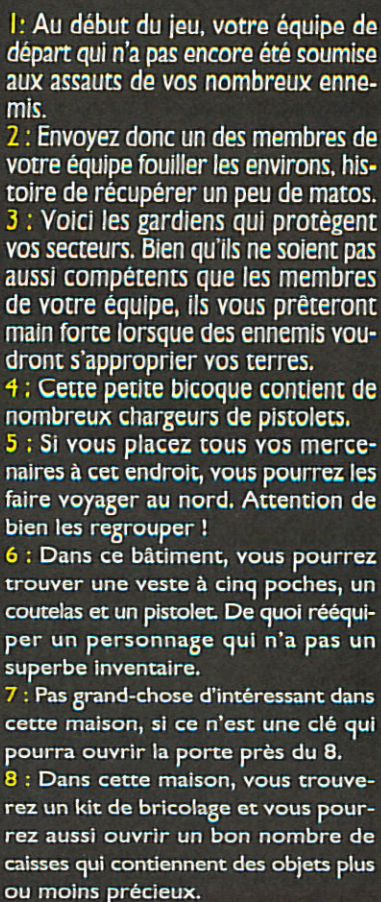 1: Au début du jeu, votre équipe de
départ qui n'a pas encore été soumise
aux assauts de vos nombreux enne-
mis.
2 : Envoyez donc un des membres de
votre équipe fouiller les environs, his-
toire de récupérer un peu de matos.
3 : Voici les gardiens qui protègent
vos secteurs. Bien qu'ils ne soient pas
aussi compétents que les membres
de votre équipe, ils vous prêteront
main forte lorsque des ennemis vou-
dront s'approprier vos terres.
4 : Cette petite bicoque contient de
nombreux chargeurs de pistolets.
5 : Si vous placez tous vos merce-
naires à cet endroit, vous pourrez les
faire voyager au nord. Attention de
bien les regrouper !
6 : Dans ce bâtiment, vous pourrez
trouver une veste à cinq poches, un
coutelas et un pistolet. De quoi rééqui-
per un personnage qui n'a pas un
superbe inventaire.
7 : Pas grand-chose d'intéressant dans
cette maison, si ce n'est une clé qui
pourra ouvrir la porte près du 8.
8 : Dans cette maison, vous trouve-
rez un kit de bricolage et vous pour-
rez aussi ouvrir un bon nombre de
caisses qui contiennent des objets plus
ou moins précieux.